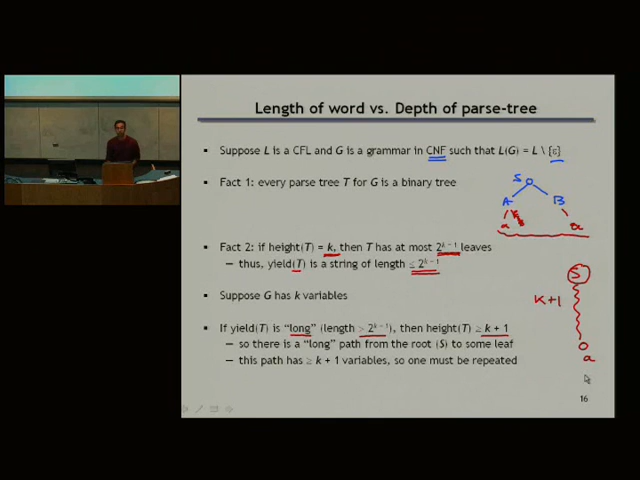 Length of word vs. Depth of parse-tree
Suppose L is a CFL and G is a grammar in CNF such that L(G) = L \ {ε}
Fact 1: every parse tree T for G is a binary tree
S
A B
a a
Fact 2: if height(T) = k, then T has at most 2^{k-1} leaves
– thus, yield(T) is a string of length ≤ 2^{k-1}
Suppose G has k variables
S
K+1
If yield(T) is "long" (length > 2^{k-1}), then height(T) ≥ k + 1
– so there is a "long" path from the root (S) to some leaf
– this path has ≥ k + 1 variables, so one must be repeated
a
16